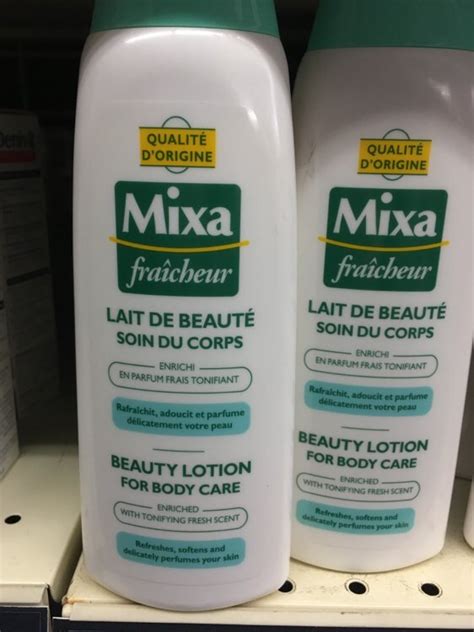 QUALITÉ
D'ORIGINE
Mixa
fraîcheur
LAIT DE BEAUTÉ
SOIN DU CORPS
ENRICHI
EN PARFUM FRAIS TONIFIANT
Rafraîchit, adoucit et parfume
délicatement votre peau
BEAUTY LOTION
FOR BODY CARE
ENRICHED
WITH TONIFYING FRESH SCENT
Refreshes, softens and
delicately perfumes your skin
QUALITÉ
D'ORIGINE
Mixa
fraîcheur
LAIT DE BEAUTÉ
SOIN DU CORPS
ENRICHI
EN PARFUM FRAIS TONIFIANT
Rafraîchit, adoucit et parfume
délicatement votre peau
BEAUTY LOTION
FOR BODY CARE
ENRICHED
WITH TONIFYING FRESH SCENT
Refreshes, softens and
delicately perfumes your skin